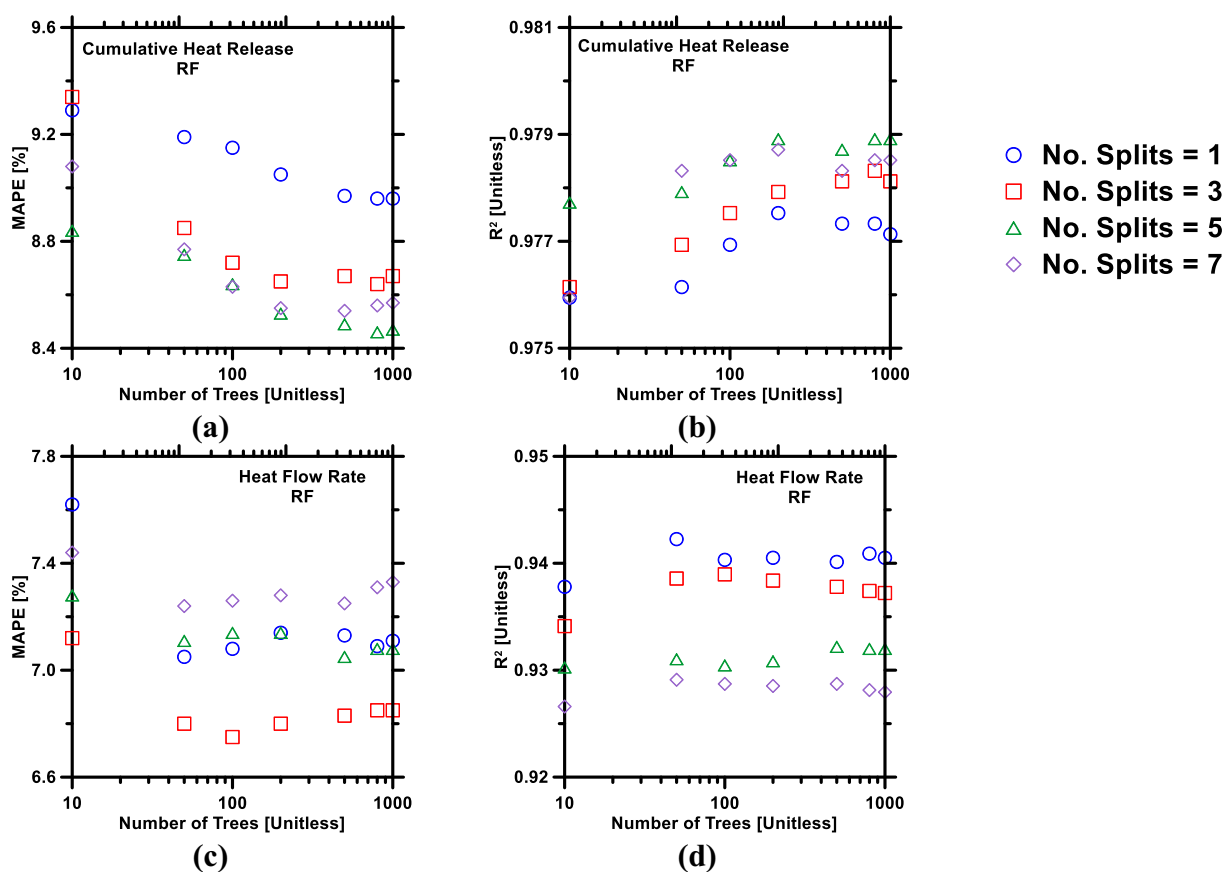 9.6
9.2
8.8
8.4
MAPE [%]
Cumulative Heat Release
RF
10
100
1000
Number of Trees [Unitless]
(a)
0.981
0.979
0.977
0.975
R² [Unitless]
Cumulative Heat Release
RF
10
100
1000
Number of Trees [Unitless]
(b)
No. Splits = 1
No. Splits = 3
No. Splits = 5
No. Splits = 7
7.8
7.4
7.0
6.6
MAPE [%]
Heat Flow Rate
RF
10
100
1000
Number of Trees [Unitless]
(c)
0.95
0.94
0.93
0.92
R² [Unitless]
Heat Flow Rate
RF
10
100
1000
Number of Trees [Unitless]
(d)